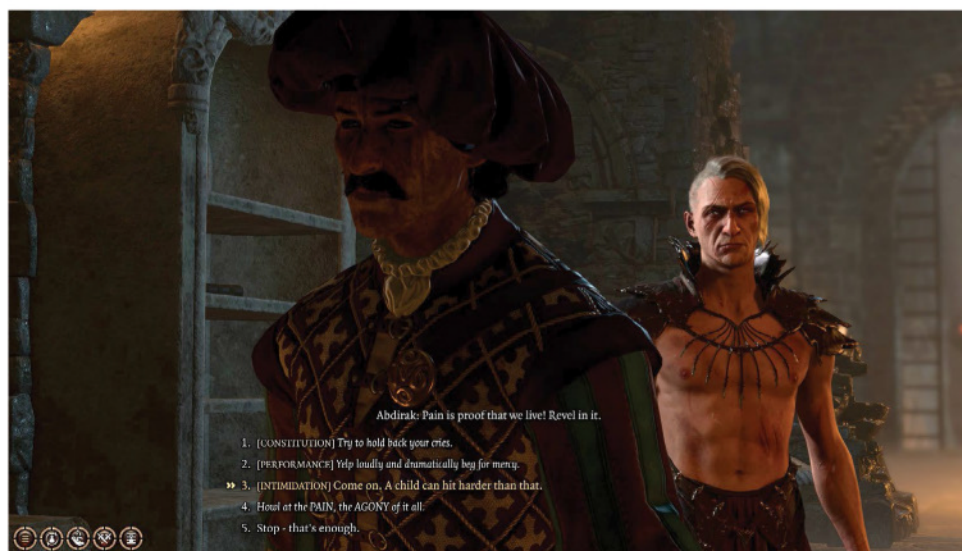 Abdirak: Pain is proof that we live! Revel in it.
1. [CONSTITUTION] Try to hold back your cries.
2. [PERFORMANCE] Yelp loudly and dramatically beg for mercy.
3. [INTIMIDATION] Come on. A child can hit harder than that.
4. Howl at the PAIN, the AGONY of it all.
5. Stop - that's enough.